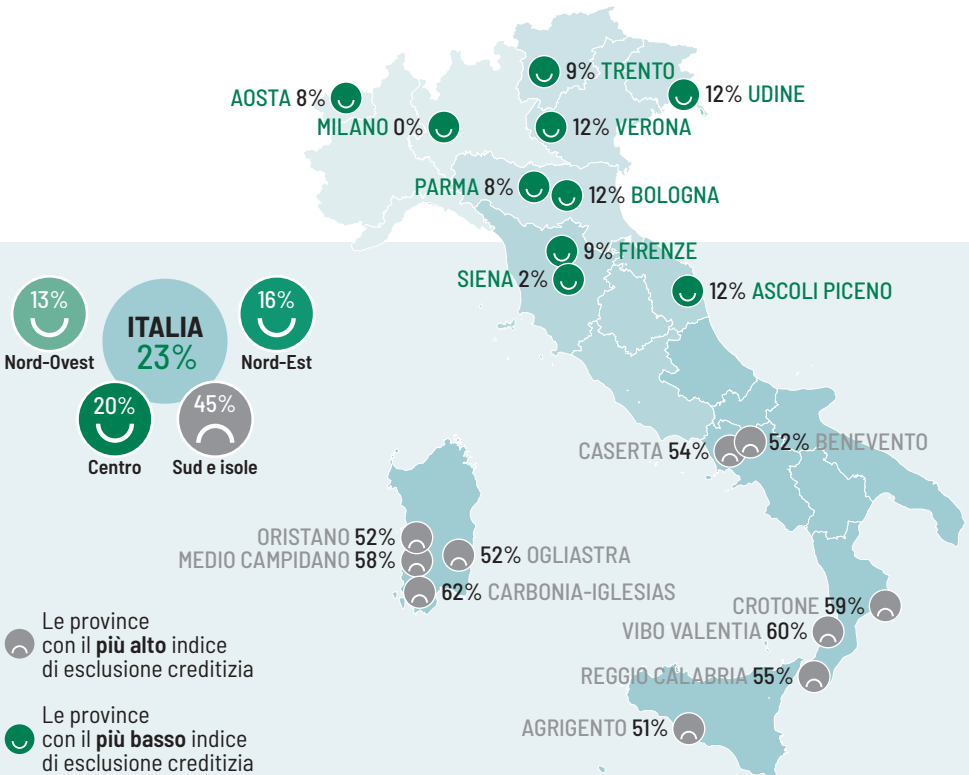 9% TRENTO
AOSTA 8%
12% UDINE
MILANO 0%
12% VERONA
PARMA 8%
12% BOLOGNA
9% FIRENZE
SIENA 2%
12% ASCOLI PICENO
13%
Nord-Ovest
ITALIA
23%
16%
Nord-Est
20%
Centro
45%
Sud e isole
CASERTA 54%
52% BENEVENTO
ORISTANO 52%
MEDIO CAMPIDANO 58%
52% OGLIASTRA
62% CARBONIA-IGLESIAS
CROTONE 59%
VIBO VALENTIA 60%
REGGIO CALABRIA 55%
AGRIGENTO 51%
Le province
con il più alto indice
di esclusione creditizia
Le province
con il più basso indice
di esclusione creditizia